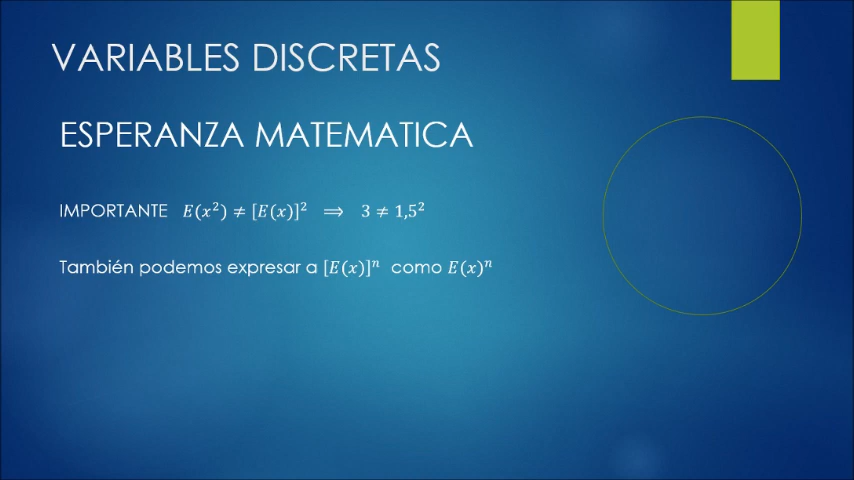 VARIABLES DISCRETAS
ESPERANZA MATEMATICA
IMPORTANTE E(x²) ≠ [E(x)]² ⟹ 3 ≠ 1,5²
También podemos expresar a [E(x)]ⁿ como E(x)ⁿ